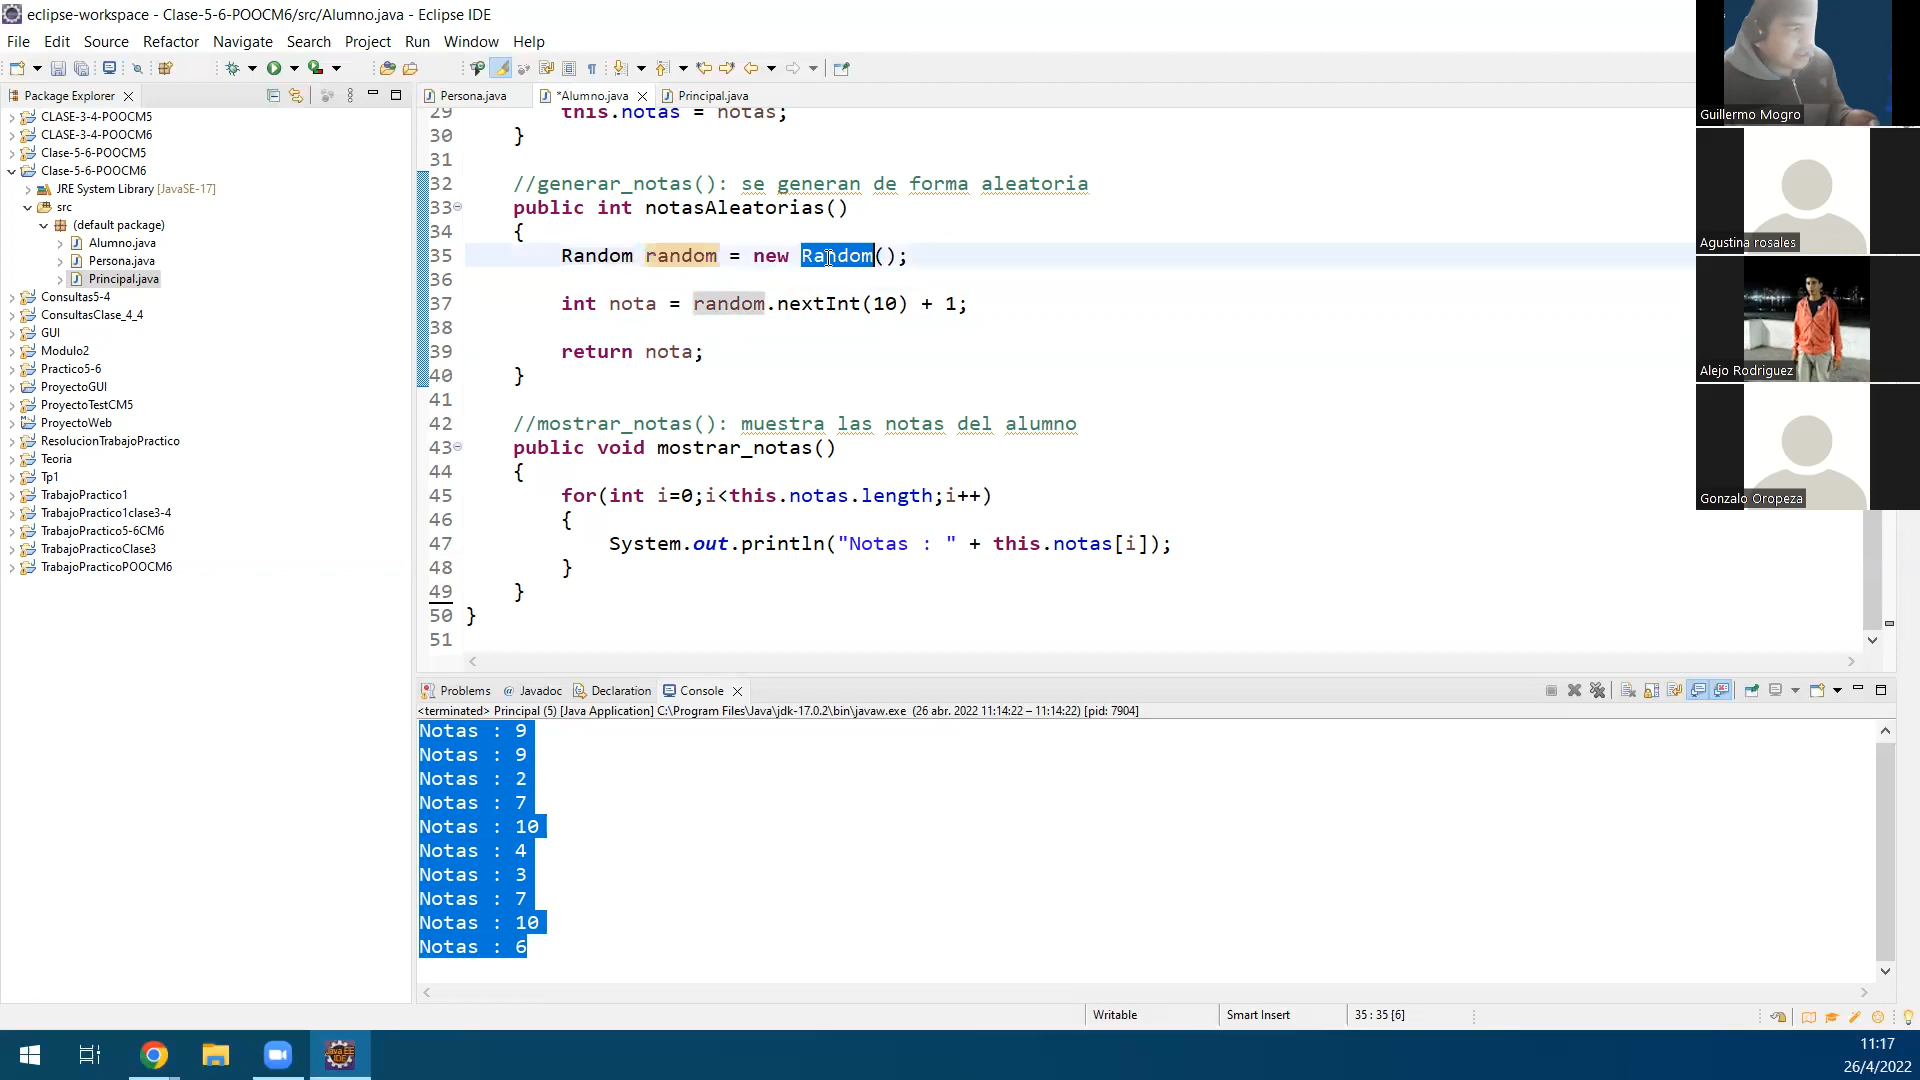 eclipse-workspace - Clase-5-6-POOCM6/src/Alumno.java - Eclipse IDE
File Edit Source Refactor Navigate Search Project Run Window Help
Package Explorer
Persona.java *Alumno.java Principal.java
CLASE-3-4-POOCM5
CLASE-3-4-POOCM6
Clase-5-6-POOCM5
Clase-5-6-POOCM6
JRE System Library [JavaSE-17]
src
(default package)
Alumno.java
Persona.java
Principal.java
Consultas5-4
ConsultasClase_4_4
GUI
Modulo2
Practico5-6
ProyectoGUI
ProyectoTestCM5
ProyectoWeb
ResolucionTrabajoPractico
Teoria
Tp1
TrabajoPractico1
TrabajoPractico1clase3-4
TrabajoPractico5-6CM6
TrabajoPracticoClase3
TrabajoPracticoPOOCM6
29 this.notas = notas;
30 }
31
32 //generar_notas(): se generan de forma aleatoria
33 public int notasAleatorias()
34 {
35 Random random = new Random();
36
37 int nota = random.nextInt(10) + 1;
38
39 return nota;
40 }
41
42 //mostrar_notas(): muestra las notas del alumno
43 public void mostrar_notas()
44 {
45 for(int i=0;i<this.notas.length;i++)
46 {
47 System.out.println("Notas : " + this.notas[i]);
48 }
49 }
50 }
51
Guillermo Mogro
Agustina rosales
Alejo Rodriguez
Gonzalo Oropeza
Problems @ Javadoc Declaration Console
<terminated> Principal (5) [Java Application] C:\Program Files\Java\jdk-17.0.2\bin\javaw.exe (26 abr. 2022 11:14:22 – 11:14:22) [pid: 7904]
Notas : 9
Notas : 9
Notas : 2
Notas : 7
Notas : 10
Notas : 4
Notas : 3
Notas : 7
Notas : 10
Notas : 6
Writable Smart Insert 35 : 35 [6]
Java EE
IDE
11:17
26/4/2022